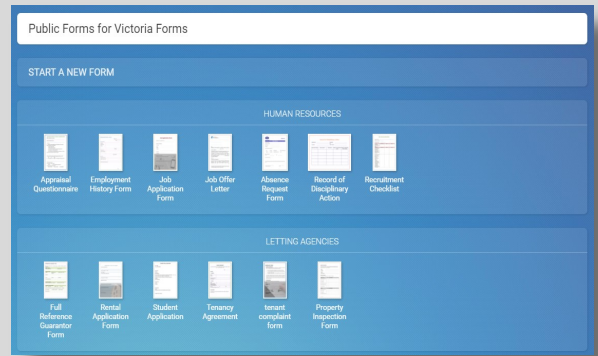 Public Forms for Victoria Forms
START A NEW FORM
HUMAN RESOURCES
Appraisal
Questionnaire
Employment
History Form
Job
Application
Form
Job Offer
Letter
Absence
Request
Form
Record of
Disciplinary
Action
Recruitment
Checklist
LETTING AGENCIES
Full
Reference
Guarantor
Form
Rental
Application
Form
Student
Application
Tenancy
Agreement
tenant
complaint
form
Property
Inspection
Form